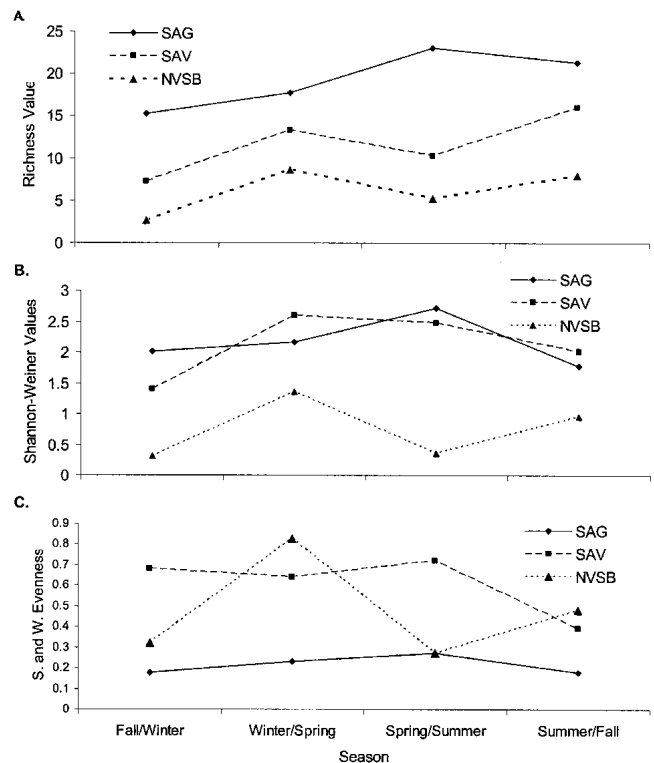 A.
25
20
15
10
5
0
Richness Value
SAG
SAV
NVSB
B.
3
2.5
2
1.5
1
0.5
0
Shannon-Weiner Values
SAG
SAV
NVSB
C.
0.9
0.8
0.7
0.6
0.5
0.4
0.3
0.2
0.1
0
S. and W. Evenness
SAG
SAV
NVSB
Fall/Winter Winter/Spring Spring/Summer Summer/Fall
Season